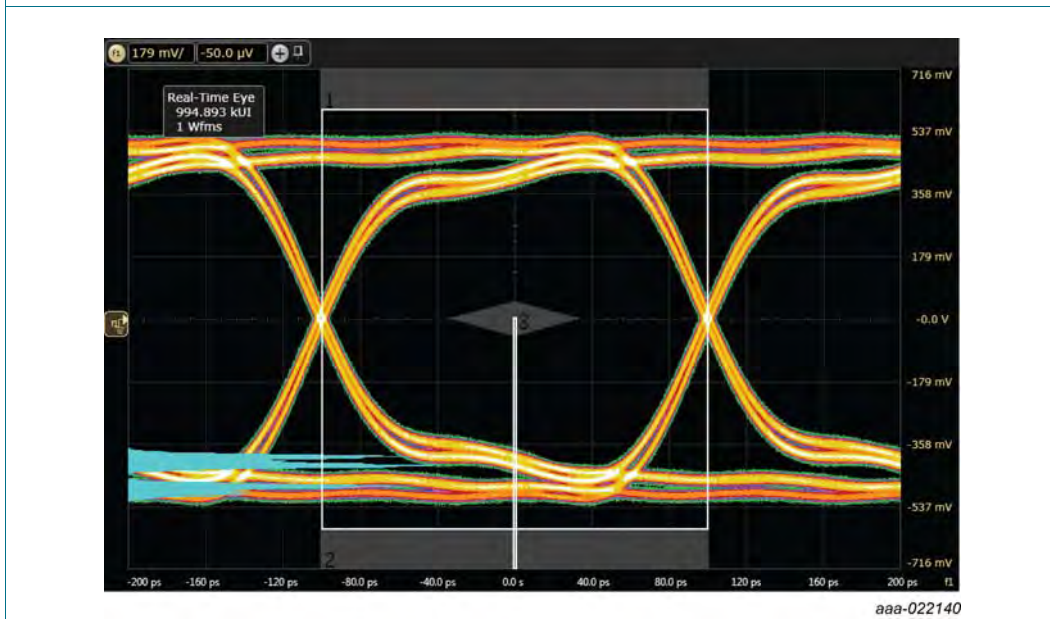 f1 179 mV/ -50.0 µV +
716 mV
Real-Time Eye
994.893 kUI
1 Wfms
1
537 mV
358 mV
179 mV
-0.0 V
-179 mV
-358 mV
-537 mV
2
-716 mV
-200 ps -160 ps -120 ps -80.0 ps -40.0 ps 0.0 s 40.0 ps 80.0 ps 120 ps 160 ps 200 ps f1
aaa-022140